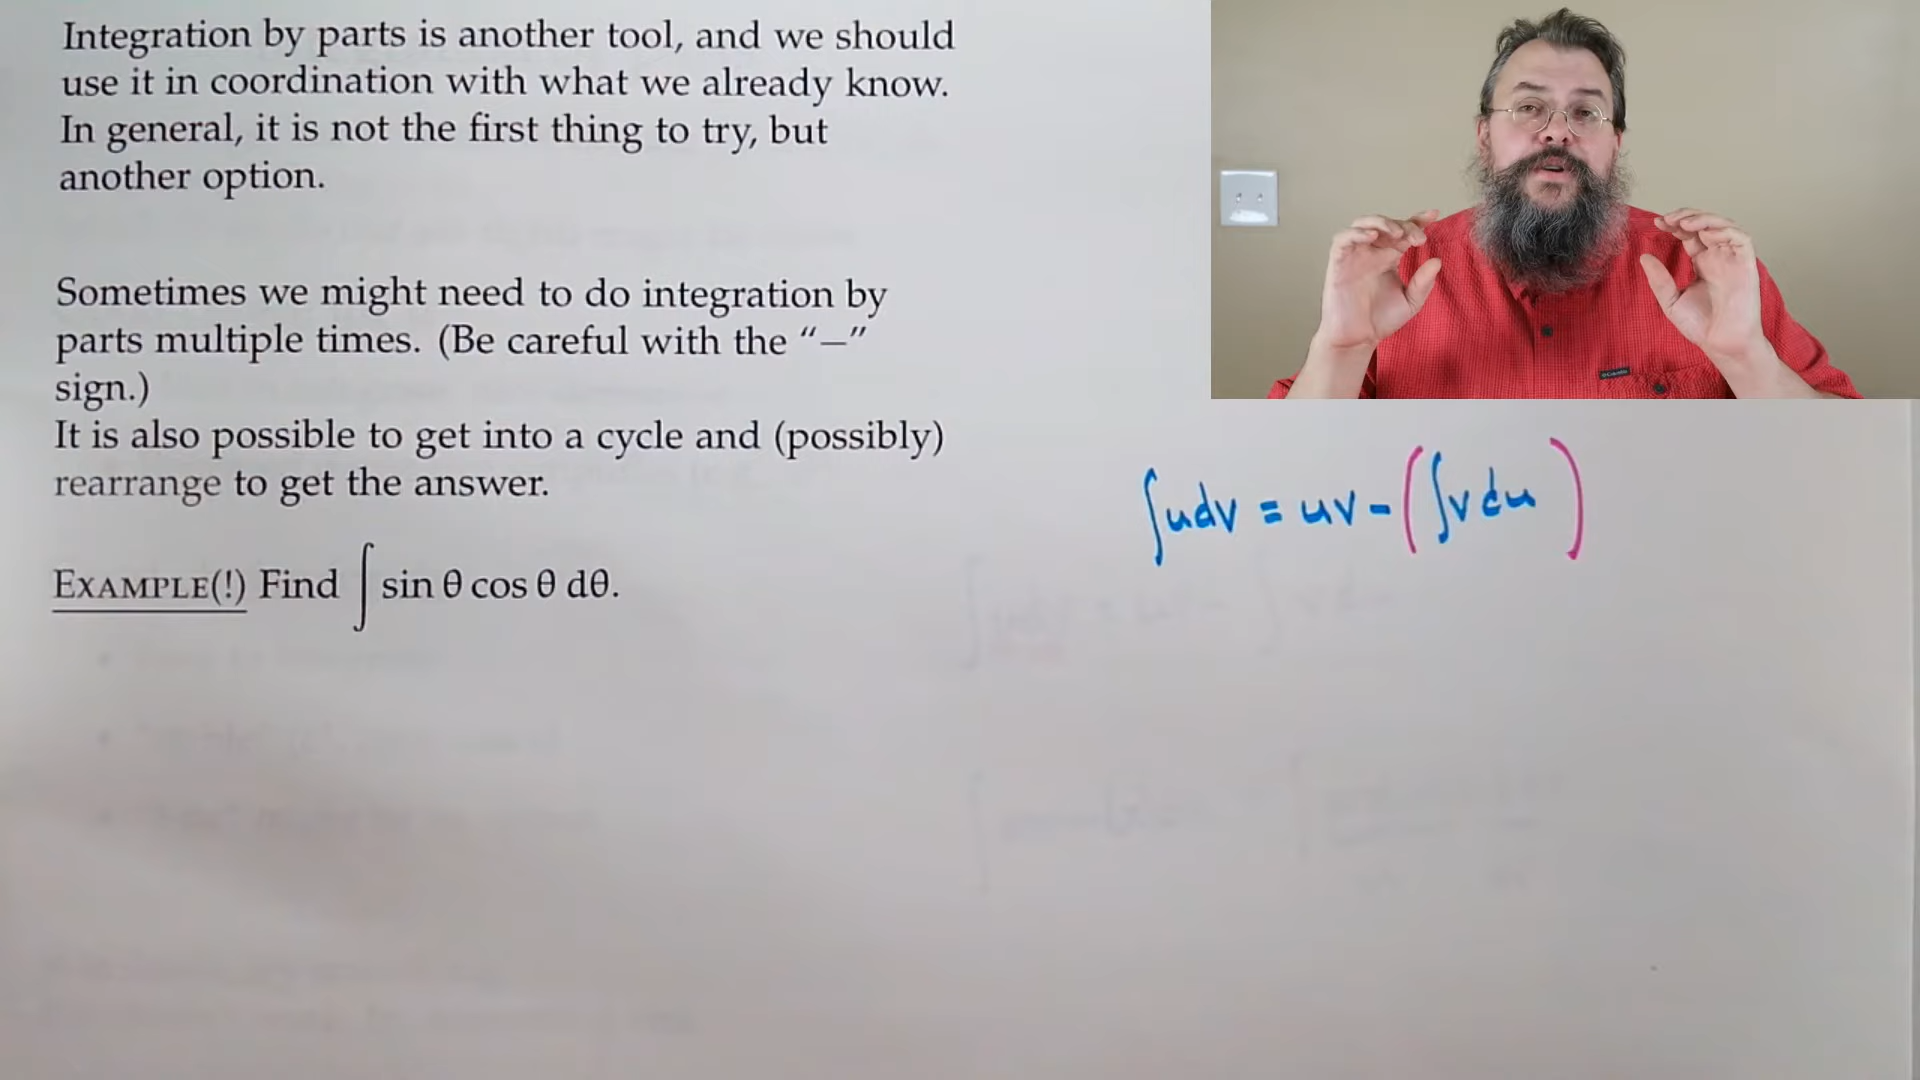 Integration by parts is another tool, and we should
use it in coordination with what we already know.
In general, it is not the first thing to try, but
another option.
Sometimes we might need to do integration by
parts multiple times. (Be careful with the “−”
sign.)
It is also possible to get into a cycle and (possibly)
rearrange to get the answer.
EXAMPLE(!) Find ∫ sin θ cos θ dθ.
∫udv = uv - (∫vdu)